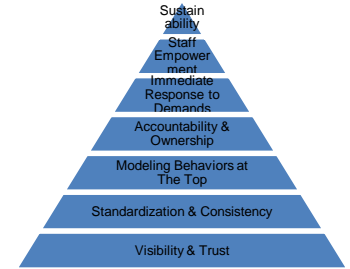 Sustain
ability
Staff
Empower
ment
Immediate
Response to
Demands
Accountability &
Ownership
Modeling Behaviors at
The Top
Standardization & Consistency
Visibility & Trust